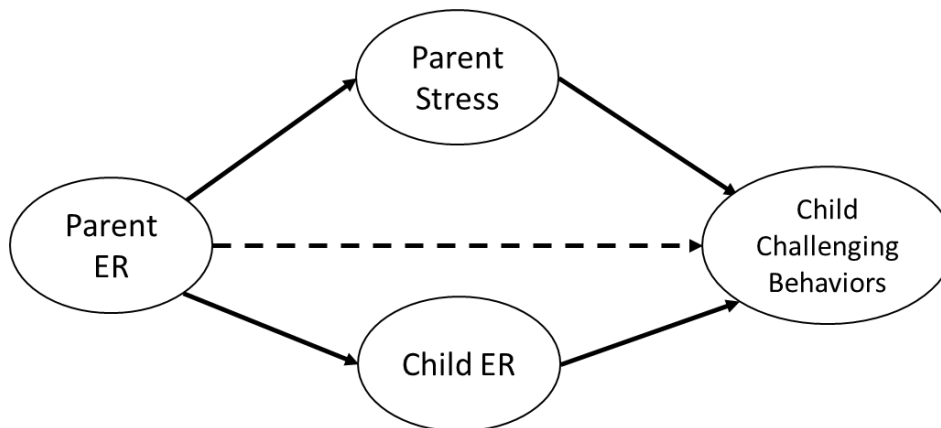 Parent
Stress
Parent
ER
Child
Challenging
Behaviors
Child ER